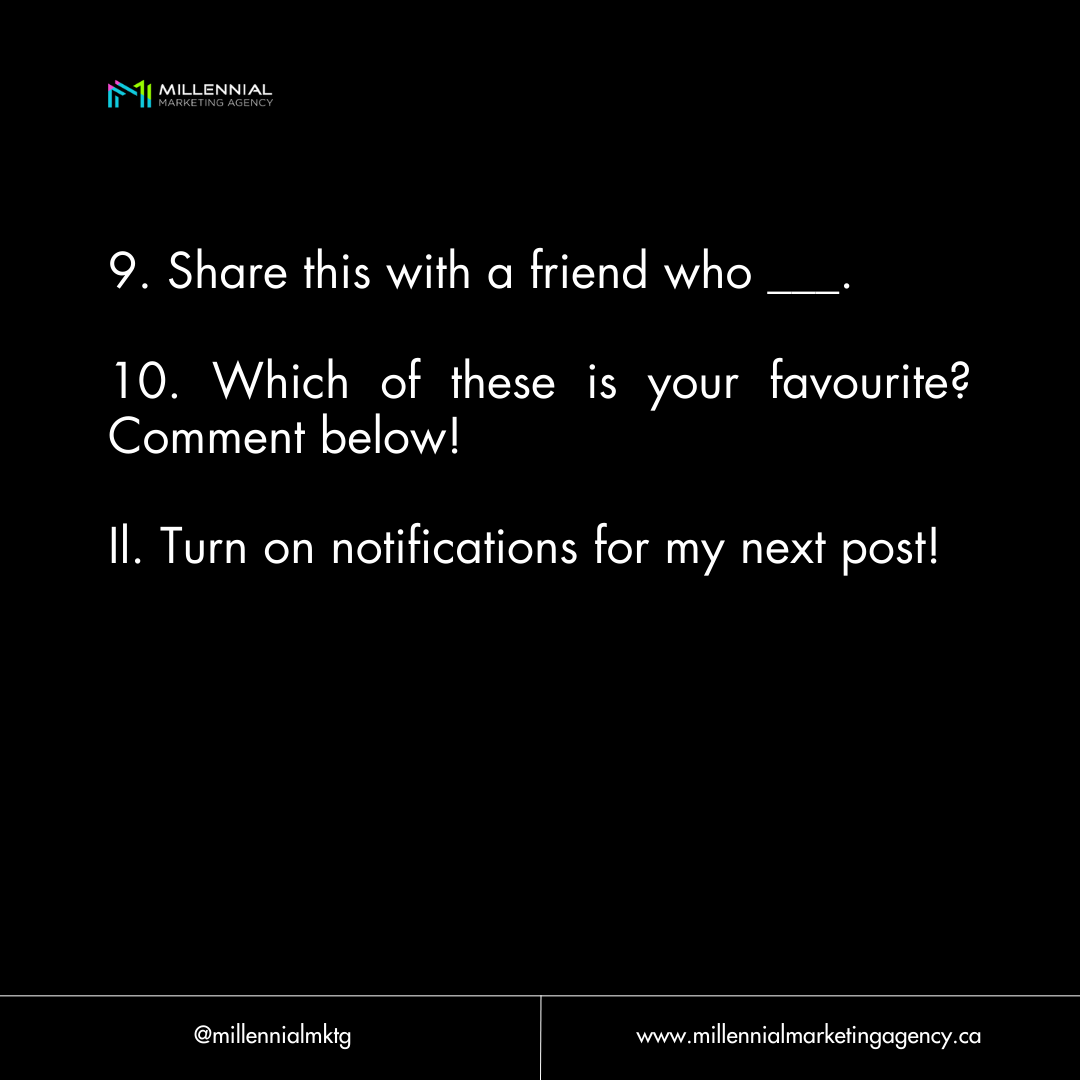 MILLENNIAL
MARKETING AGENCY
9. Share this with a friend who ___.
10. Which of these is your favourite?
Comment below!
Il. Turn on notifications for my next post!
@millennialmktg
www.millennialmarketingagency.ca